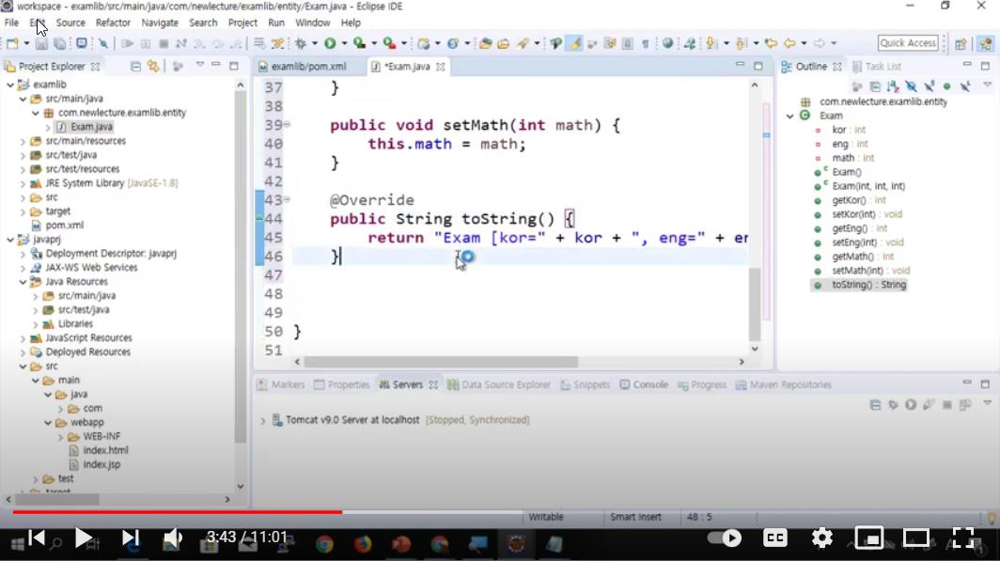 workspace - examlib/src/main/java/com/newlecture/examlib/entity/Exam.java - Eclipse IDE
File Edit Source Refactor Navigate Search Project Run Window Help
Quick Access
Project Explorer
examlib
src/main/java
com.newlecture.examlib.entity
Exam.java
src/main/resources
src/test/java
src/test/resources
JRE System Library [JavaSE-1.8]
src
target
pom.xml
javaprj
Deployment Descriptor: javaprj
JAX-WS Web Services
Java Resources
src/main/java
src/test/java
Libraries
JavaScript Resources
Deployed Resources
src
main
java
com
webapp
WEB-INF
index.html
index.jsp
test
target
examlib/pom.xml *Exam.java
37 }
38
39 public void setMath(int math) {
40 this.math = math;
41 }
42
43 @Override
44 public String toString() {
45 return "Exam [kor=" + kor + ", eng=" + en
46 }
47
48
49
50 }
51
Outline Task List
com.newlecture.examlib.entity
Exam
kor : int
eng : int
math : int
Exam()
Exam(int, int, int)
getKor() : int
setKor(int) : void
getEng() : int
setEng(int) : void
getMath() : int
setMath(int) : void
toString() : String
Markers Properties Servers Data Source Explorer Snippets Console Progress Maven Repositories
Tomcat v9.0 Server at localhost [Stopped, Synchronized]
Writable Smart Insert 48 : 5
3:43 / 11:01
CC